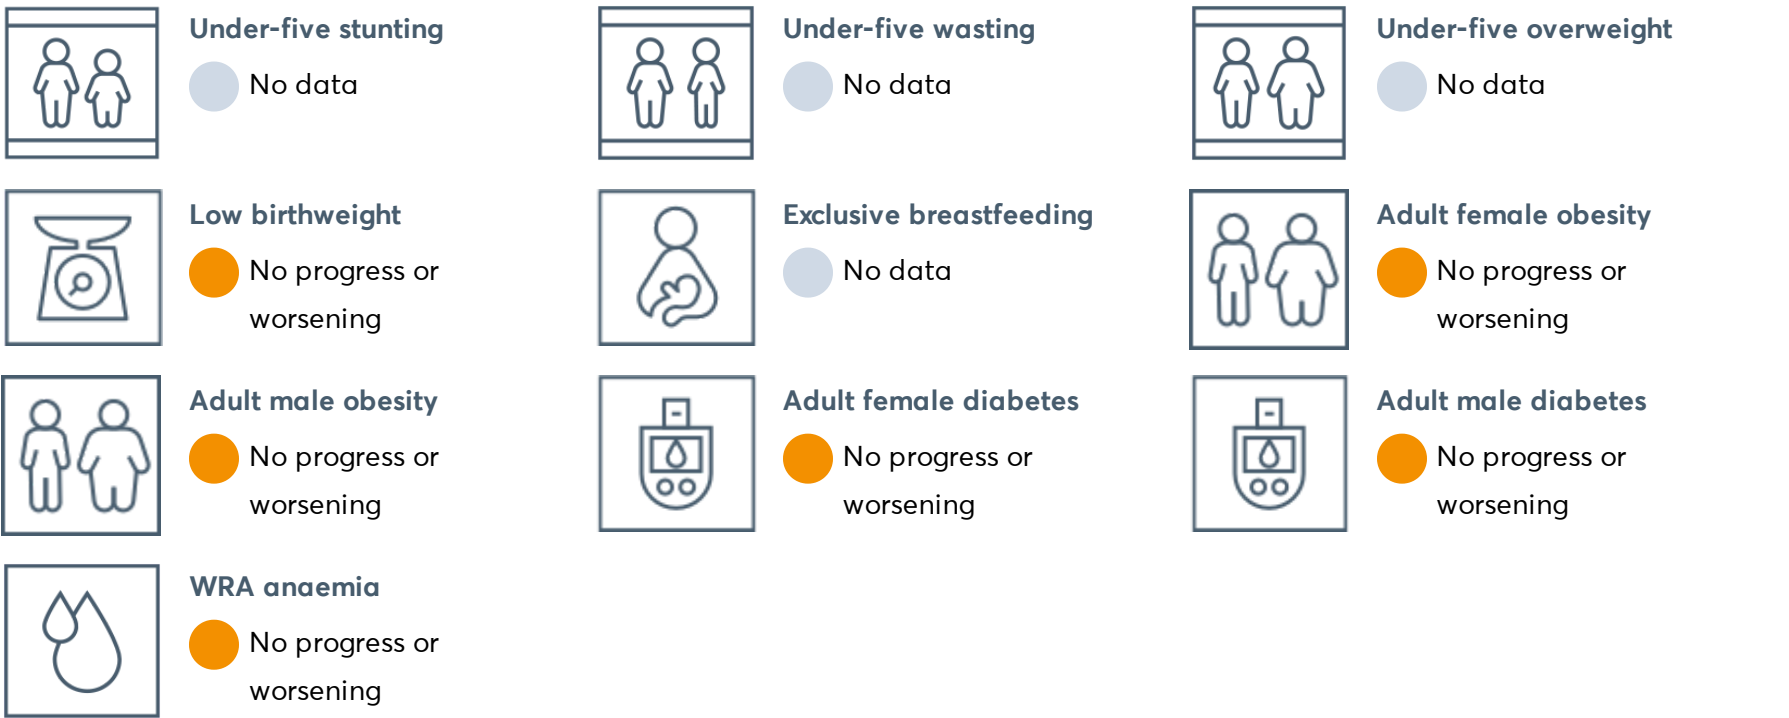 Under-five stunting
No data
Under-five wasting
No data
Under-five overweight
No data
Low birthweight
No progress or
worsening
Exclusive breastfeeding
No data
Adult female obesity
No progress or
worsening
Adult male obesity
No progress or
worsening
Adult female diabetes
No progress or
worsening
Adult male diabetes
No progress or
worsening
WRA anaemia
No progress or
worsening